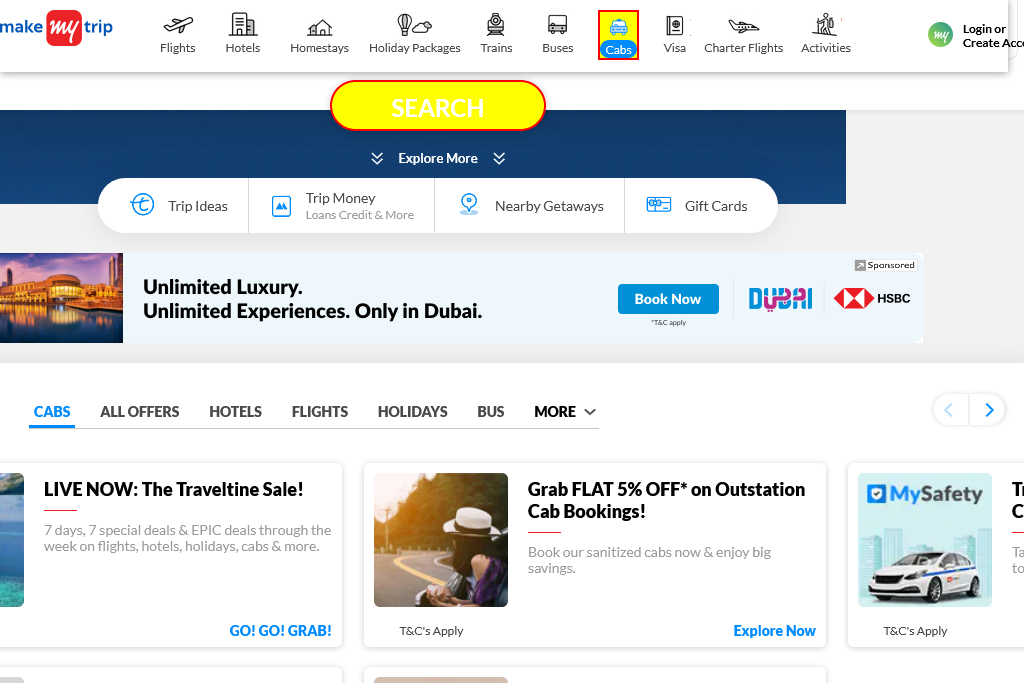 make my trip
Flights
Hotels
Homestays
Holiday Packages
Trains
Buses
Cabs
Visa
Charter Flights
Activities
my
Login or
Create Acco
SEARCH
Explore More
Trip Ideas
Trip Money
Loans Credit & More
Nearby Getaways
Gift Cards
Sponsored
Unlimited Luxury.
Unlimited Experiences. Only in Dubai.
Book Now
*T&C apply
DUBAI
HSBC
CABS
ALL OFFERS
HOTELS
FLIGHTS
HOLIDAYS
BUS
MORE
LIVE NOW: The Traveltine Sale!
7 days, 7 special deals & EPIC deals through the
week on flights, hotels, holidays, cabs & more.
GO! GO! GRAB!
Grab FLAT 5% OFF* on Outstation
Cab Bookings!
Book our sanitized cabs now & enjoy big
savings.
T&C's Apply
Explore Now
MySafety
T&C's Apply